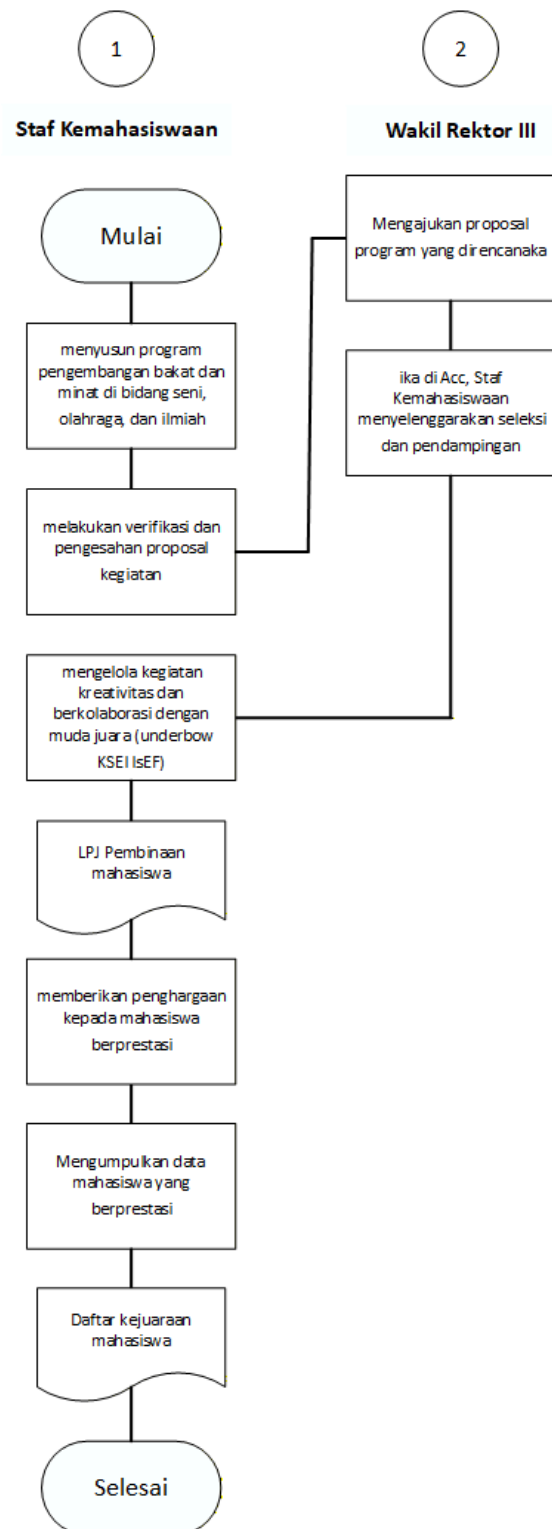 1
2
Staf Kemahasiswaan
Wakil Rektor III
Mulai
menyusun program
pengembangan bakat dan
minat di bidang seni,
olahraga, dan ilmiah
melakukan verifikasi dan
pengesahan proposal
kegiatan
Mengajukan proposal
program yang direncanaka
ika di Acc, Staf
Kemahasiswaan
menyelenggarakan seleksi
dan pendampingan
mengelola kegiatan
kreativitas dan
berkolaborasi dengan
muda juara (underbow
KSEI IsEF)
LPJ Pembinaan
mahasiswa
memberikan penghargaan
kepada mahasiswa
berprestasi
Mengumpulkan data
mahasiswa yang
berprestasi
Daftar kejuaraan
mahasiswa
Selesai